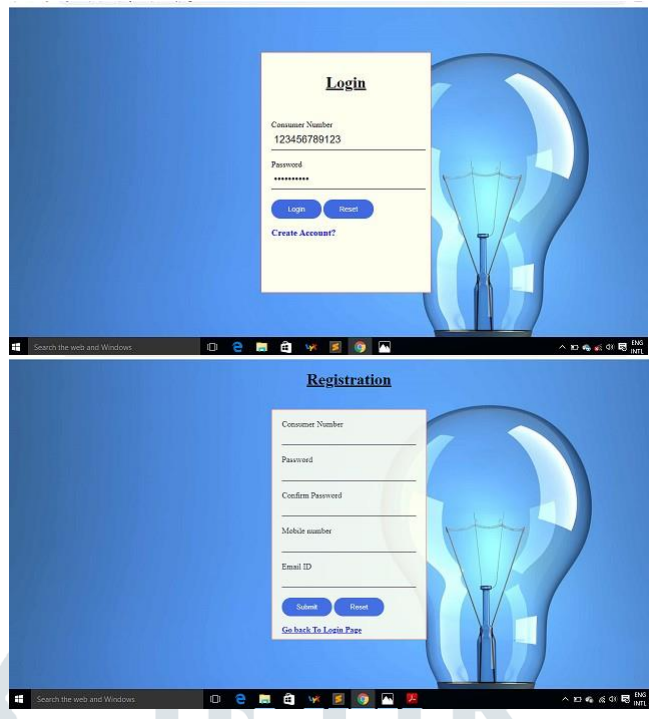 Login
Consumer Number
123456789123
Password
••••••••••
Login Reset
Create Account?
Search the web and Windows
ENG
INTL
Registration
Consumer Number
Password
Confirm Password
Mobile number
Email ID
Submit Reset
Go back To Login Page
Search the web and Windows
ENG
INTL